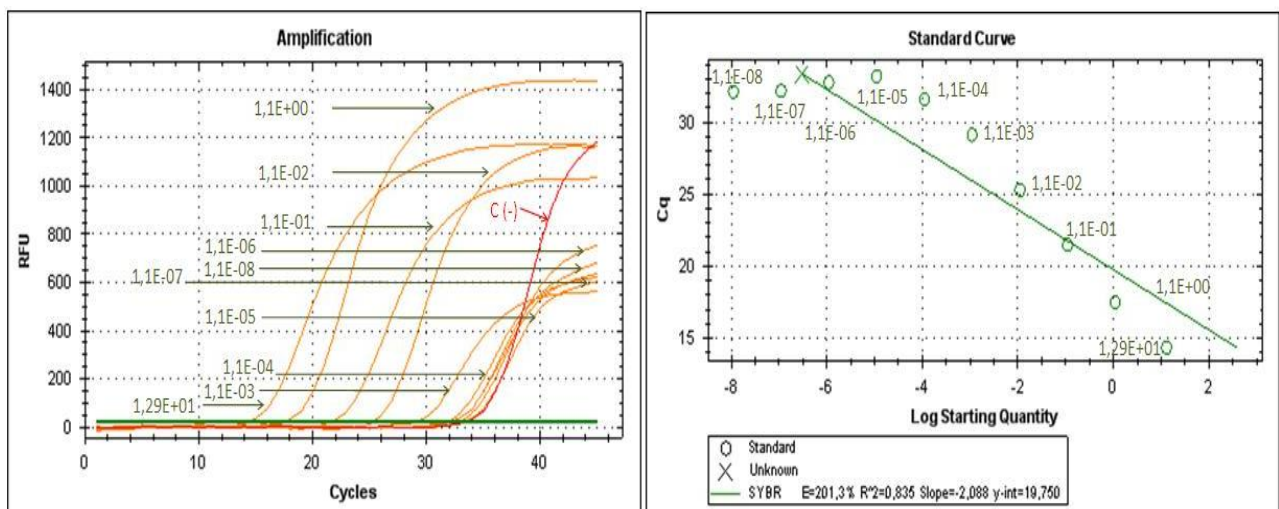 Amplification
1400
1200
1000
800
600
400
200
0
RFU
0
10
20
30
40
Cycles
1,1E+00
1,1E-02
1,1E-01
C (-)
1,1E-06
1,1E-08
1,1E-07
1,1E-05
1,1E-04
1,1E-03
1,29E+01
Standard Curve
30
25
20
15
Cq
-8
-6
-4
-2
0
2
Log Starting Quantity
1,1E-08
1,1E-07
1,1E-06
1,1E-05
1,1E-04
1,1E-03
1,1E-02
1,1E-01
1,1E+00
1,29E+01
Standard
Unknown
SYBR E=201,3% R^2=0,835 Slope=-2,088 y-int=19,750